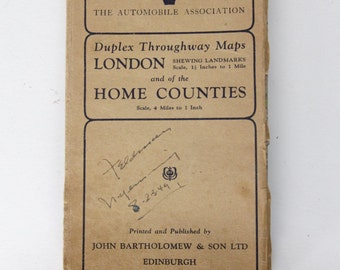 THE AUTOMOBILE ASSOCIATION
Duplex Throughway Maps
LONDON SHEWING LANDMARKS
Scale, 1½ Inches to 1 Mile
and of the
HOME COUNTIES
Scale, 4 Miles to 1 Inch
Printed and Published by
JOHN BARTHOLOMEW & SON LTD
EDINBURGH